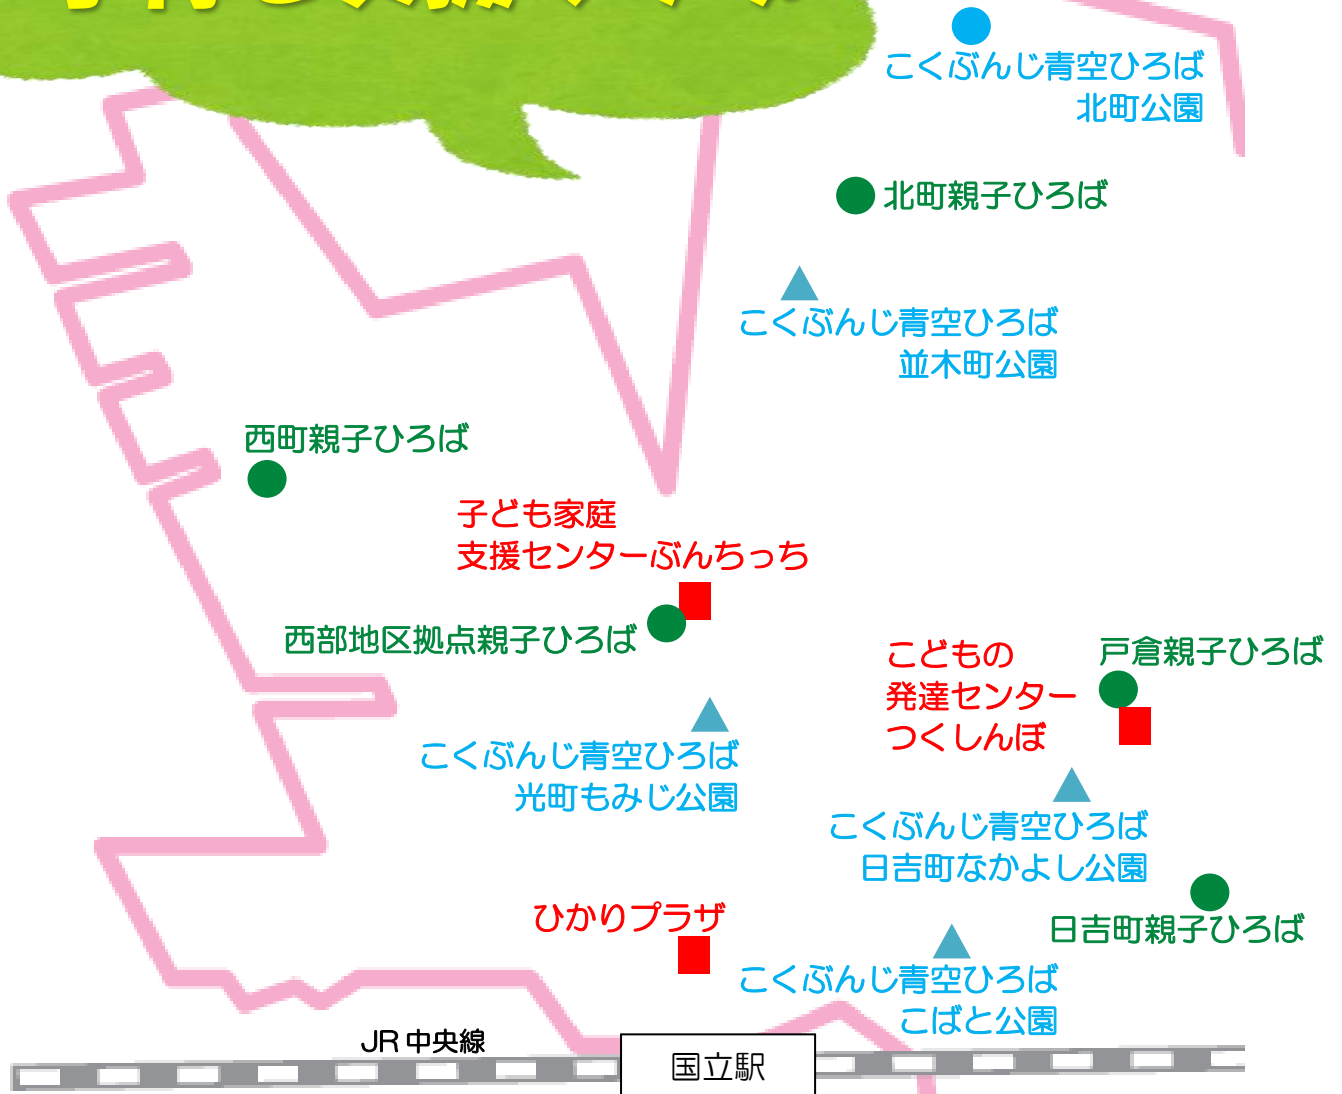 こくぶんじ青空ひろば
北町公園
北町親子ひろば
こくぶんじ青空ひろば
並木町公園
西町親子ひろば
子ども家庭
支援センターぶんちっち
西部地区拠点親子ひろば
こどもの
発達センター
つくしんぼ
戸倉親子ひろば
こくぶんじ青空ひろば
光町もみじ公園
こくぶんじ青空ひろば
日吉町なかよし公園
ひかりプラザ
日吉町親子ひろば
こくぶんじ青空ひろば
こばと公園
JR中央線
国立駅